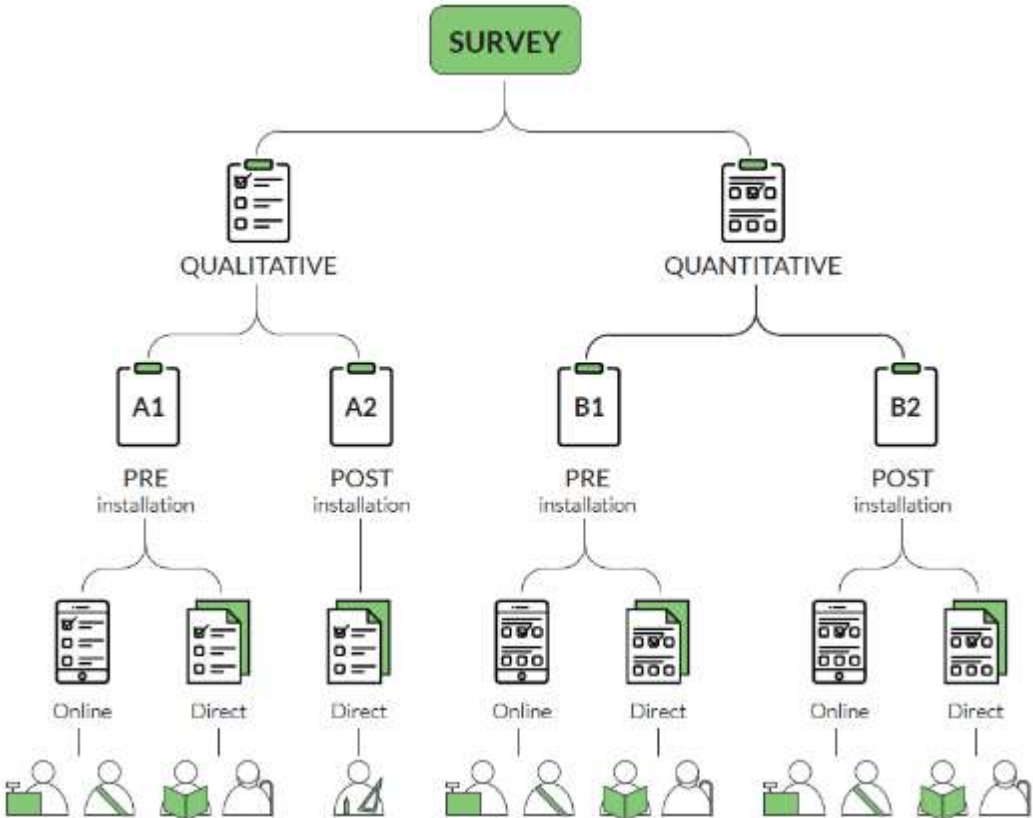 SURVEY
QUALITATIVE
QUANTITATIVE
A1
A2
B1
B2
PRE
installation
POST
installation
PRE
installation
POST
installation
Online
Direct
Direct
Online
Direct
Online
Direct